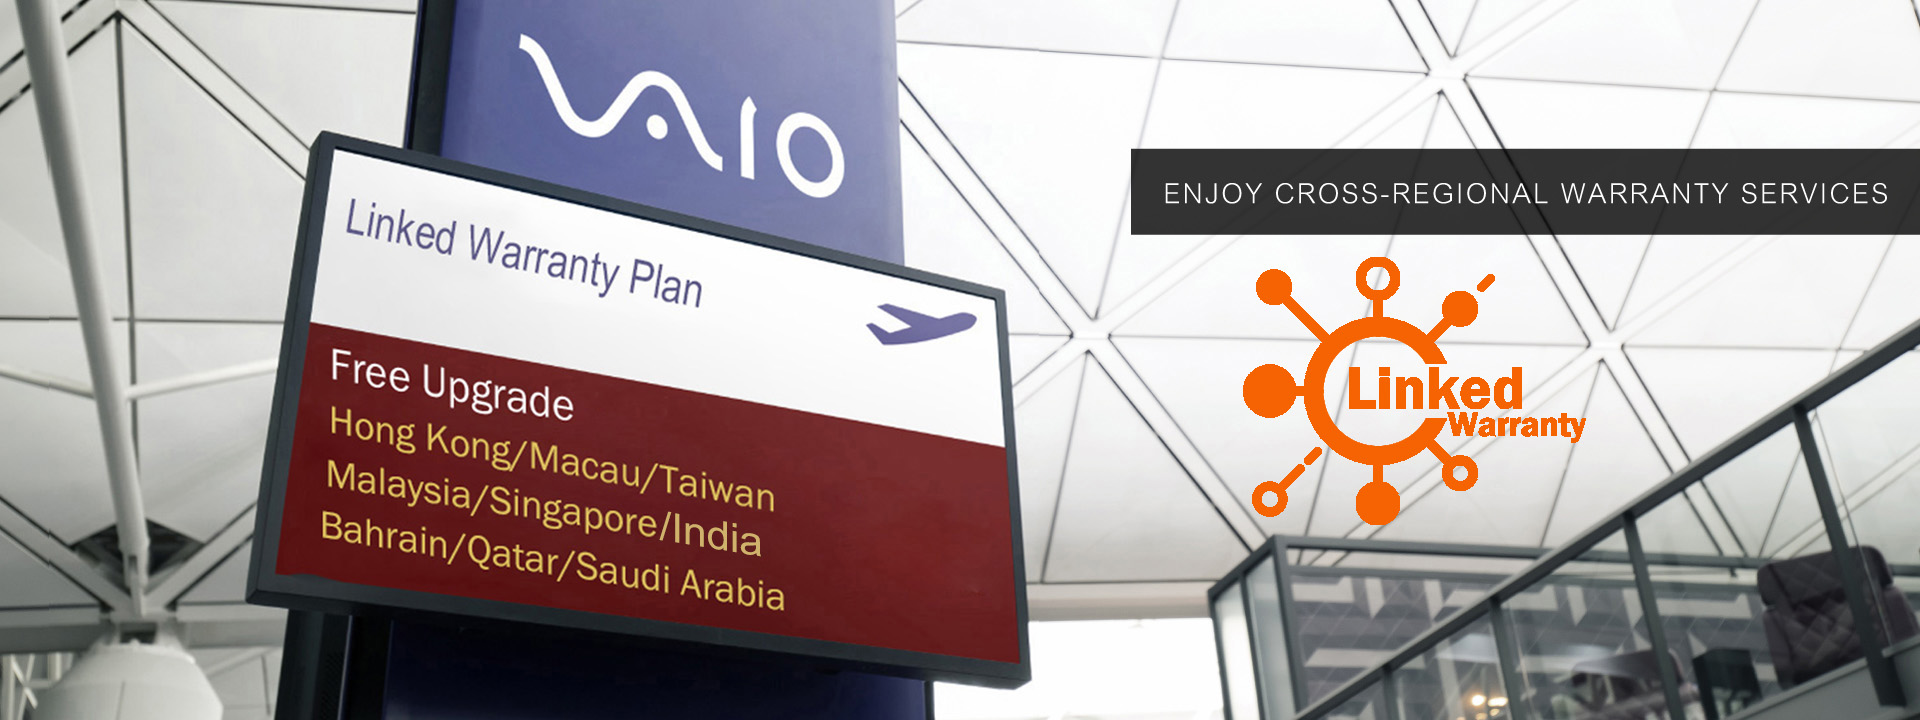 VAIO
Linked Warranty Plan
Free Upgrade
Hong Kong/Macau/Taiwan
Malaysia/Singapore/India
Bahrain/Qatar/Saudi Arabia
ENJOY CROSS-REGIONAL WARRANTY SERVICES
Linked
Warranty